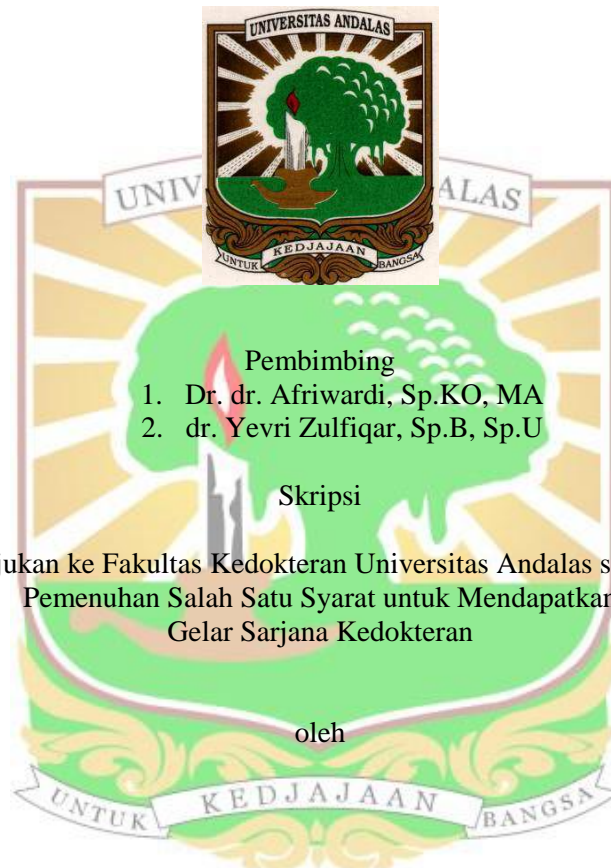 UNIVERSITAS ANDALAS
UNTUK KEDJAJAAN BANGSA
UNIV ALAS
Pembimbing
1. Dr. dr. Afriwardi, Sp.KO, MA
2. dr. Yevri Zulfiqar, Sp.B, Sp.U
Skripsi
jukan ke Fakultas Kedokteran Universitas Andalas s
Pemenuhan Salah Satu Syarat untuk Mendapatkan
Gelar Sarjana Kedokteran
oleh
UNTUK KEDJAJAAN BANGSA